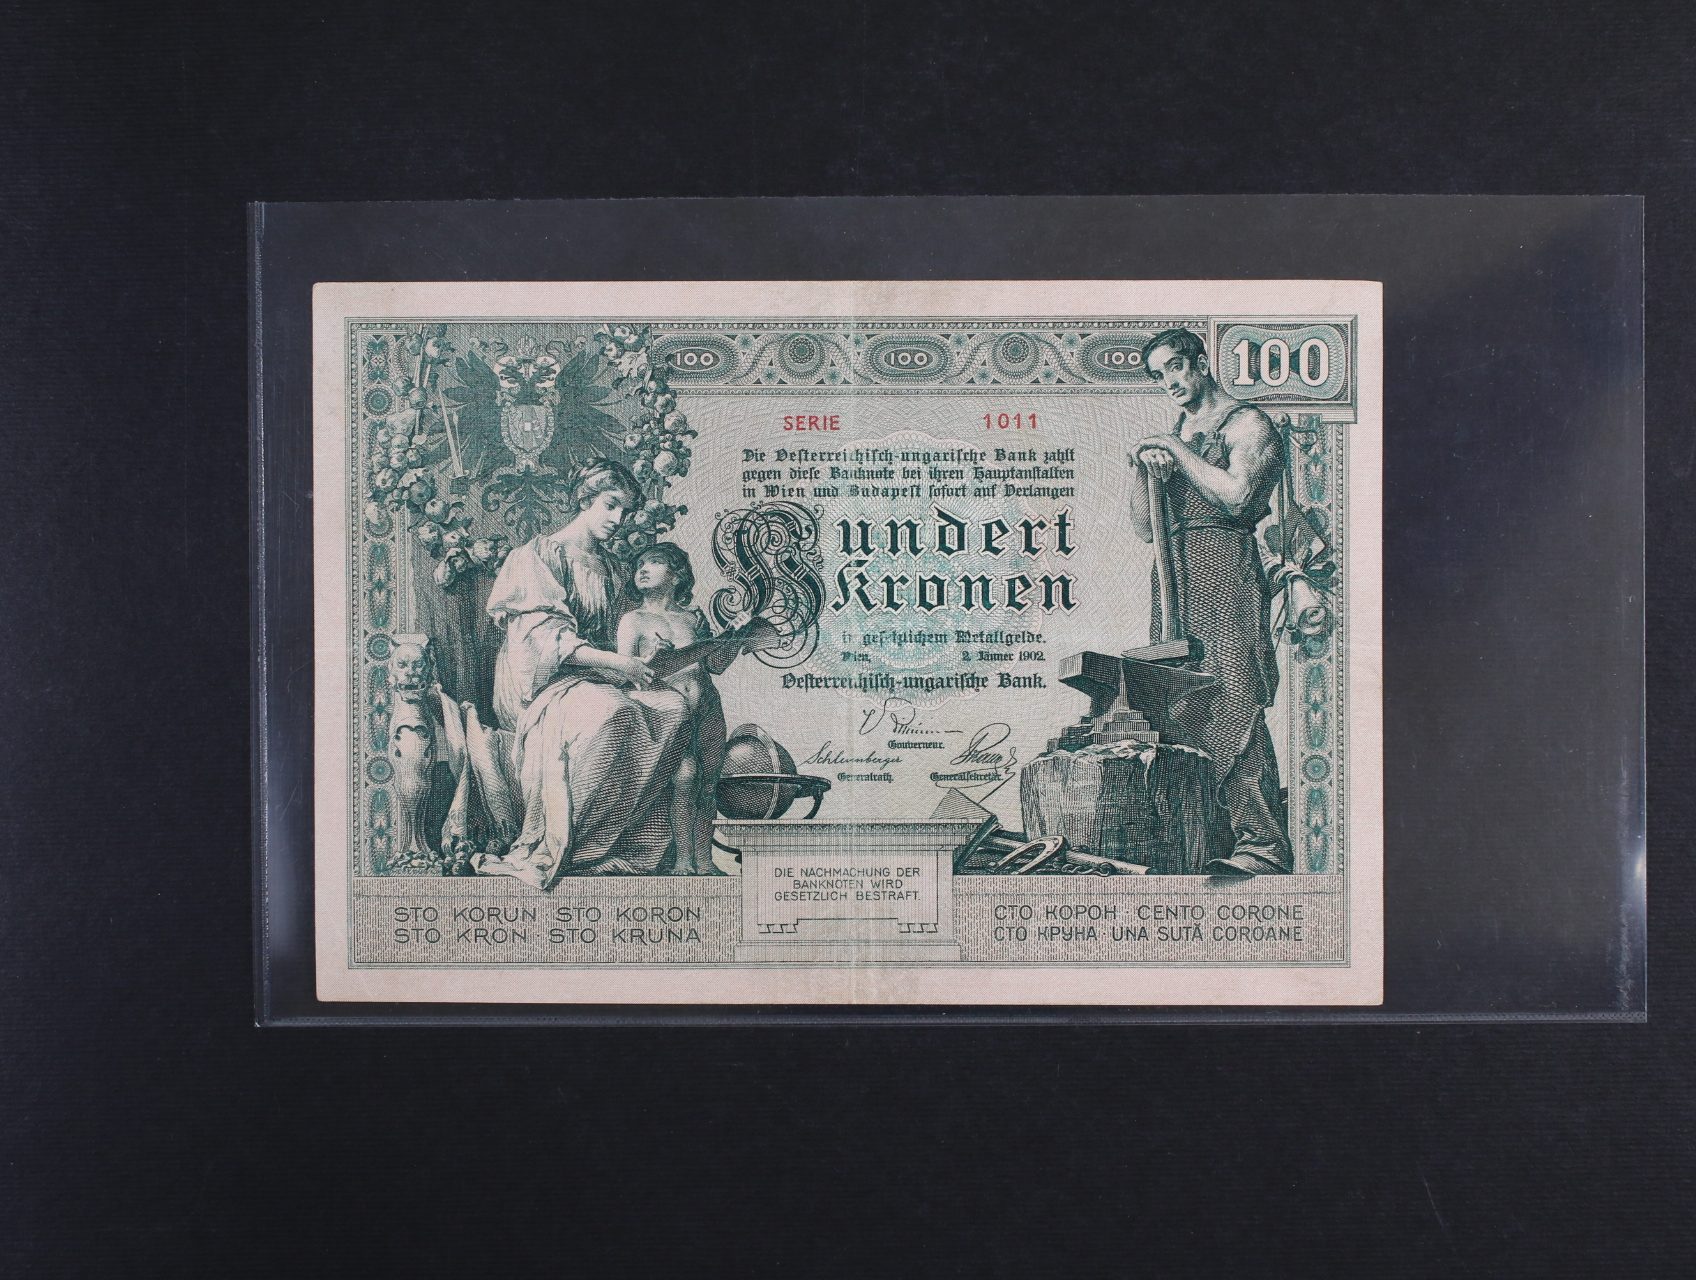 100 100 100 100
SERIE 1011
Die Oesterreichisch-ungarische Bank zahlt
gegen diese Banknote bei ihren Hauptanstalten
in Wien und Budapest sofort auf Verlangen
Hundert
Kronen
in gesetzlichem Metallgelde.
Wien, 2. Jänner 1902.
Oesterreichisch-ungarische Bank.
Gouverneur.
Schlumberger
Generalrath. Generalsekretär.
DIE NACHMACHUNG DER
BANKNOTEN WIRD
GESETZLICH BESTRAFT.
STO KORUN · STO KORON
STO KRON · STO KRUNA
СТО КОРОН · CENTO CORONE
СТО КРУНА · UNA SUTĂ COROANE